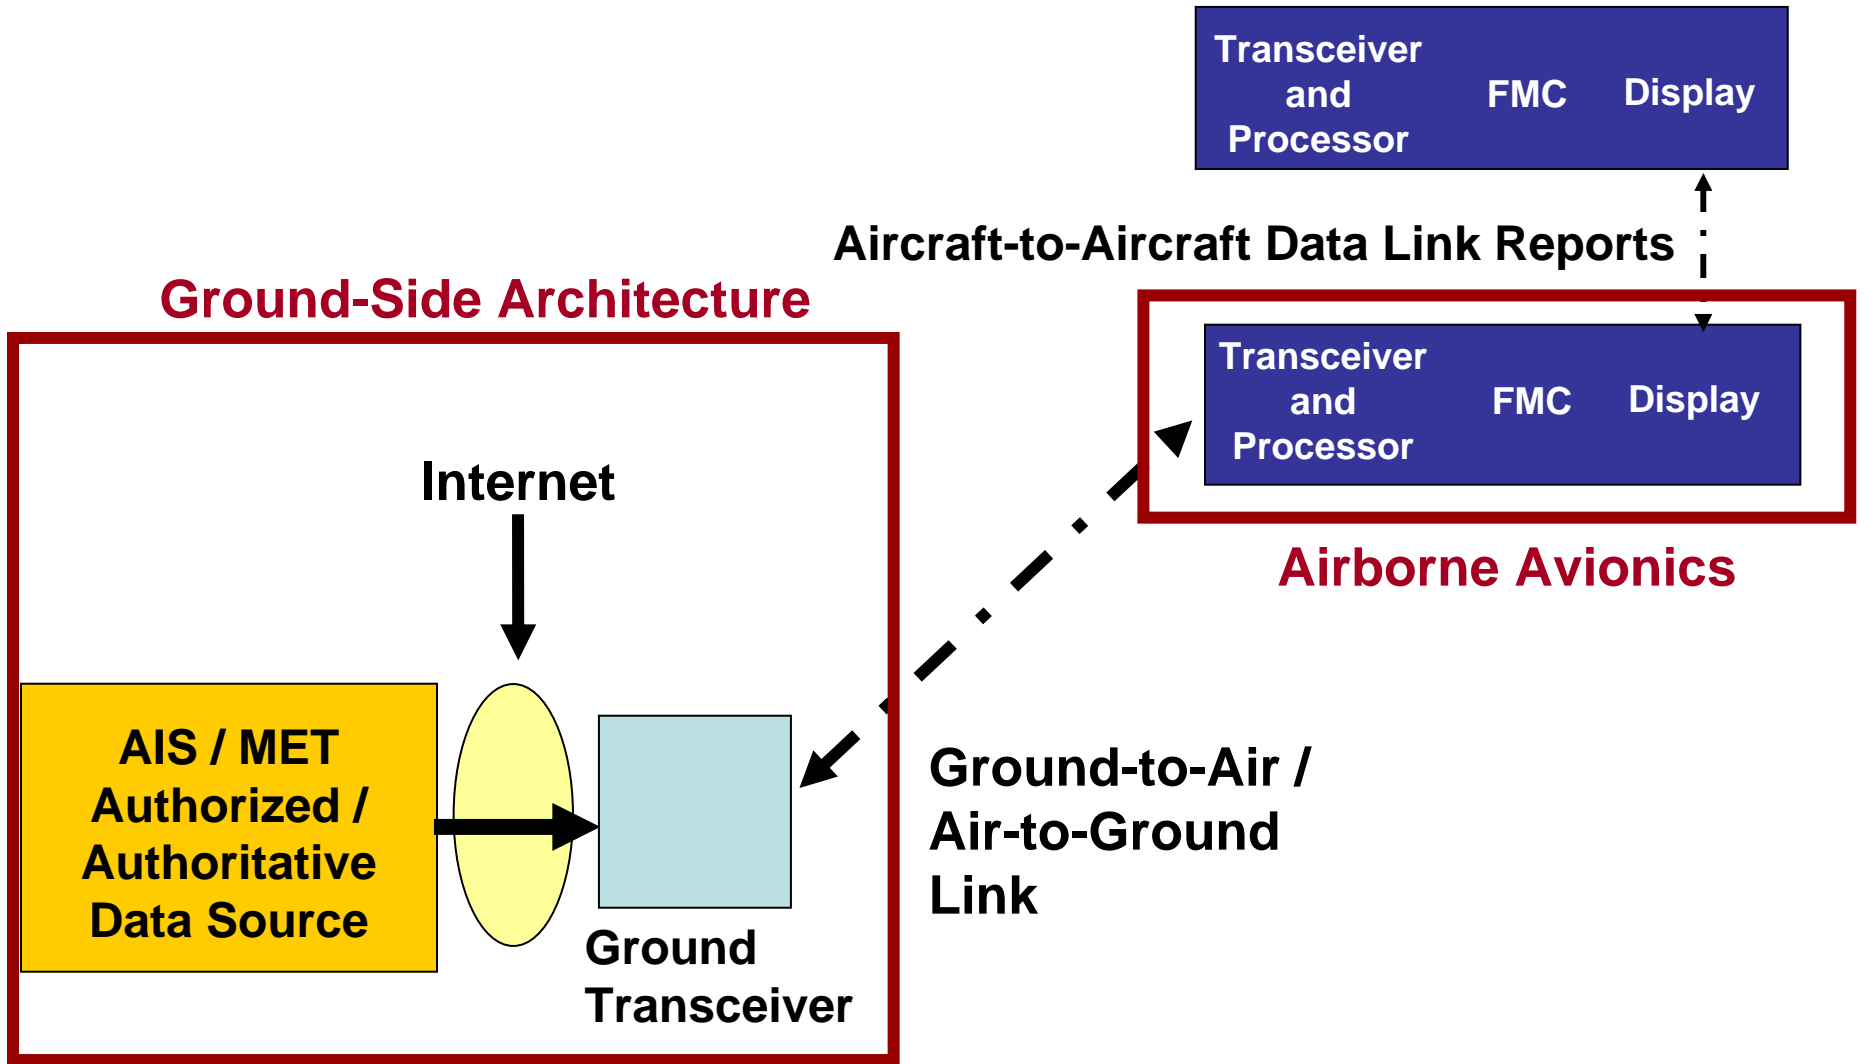 Transceiver
and
Processor
FMC
Display
Aircraft-to-Aircraft Data Link Reports
Ground-Side Architecture
Transceiver
and
Processor
FMC
Display
Airborne Avionics
Internet
AIS / MET
Authorized /
Authoritative
Data Source
Ground
Transceiver
Ground-to-Air /
Air-to-Ground
Link